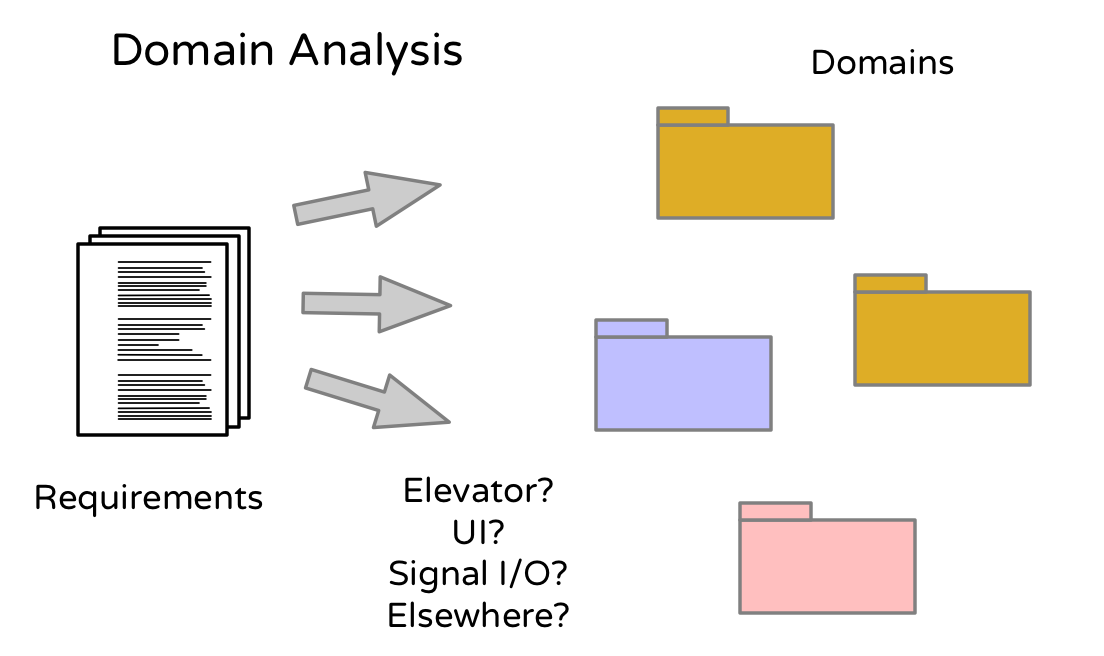 Domain Analysis
Domains
Requirements
Elevator?
UI?
Signal I/O?
Elsewhere?